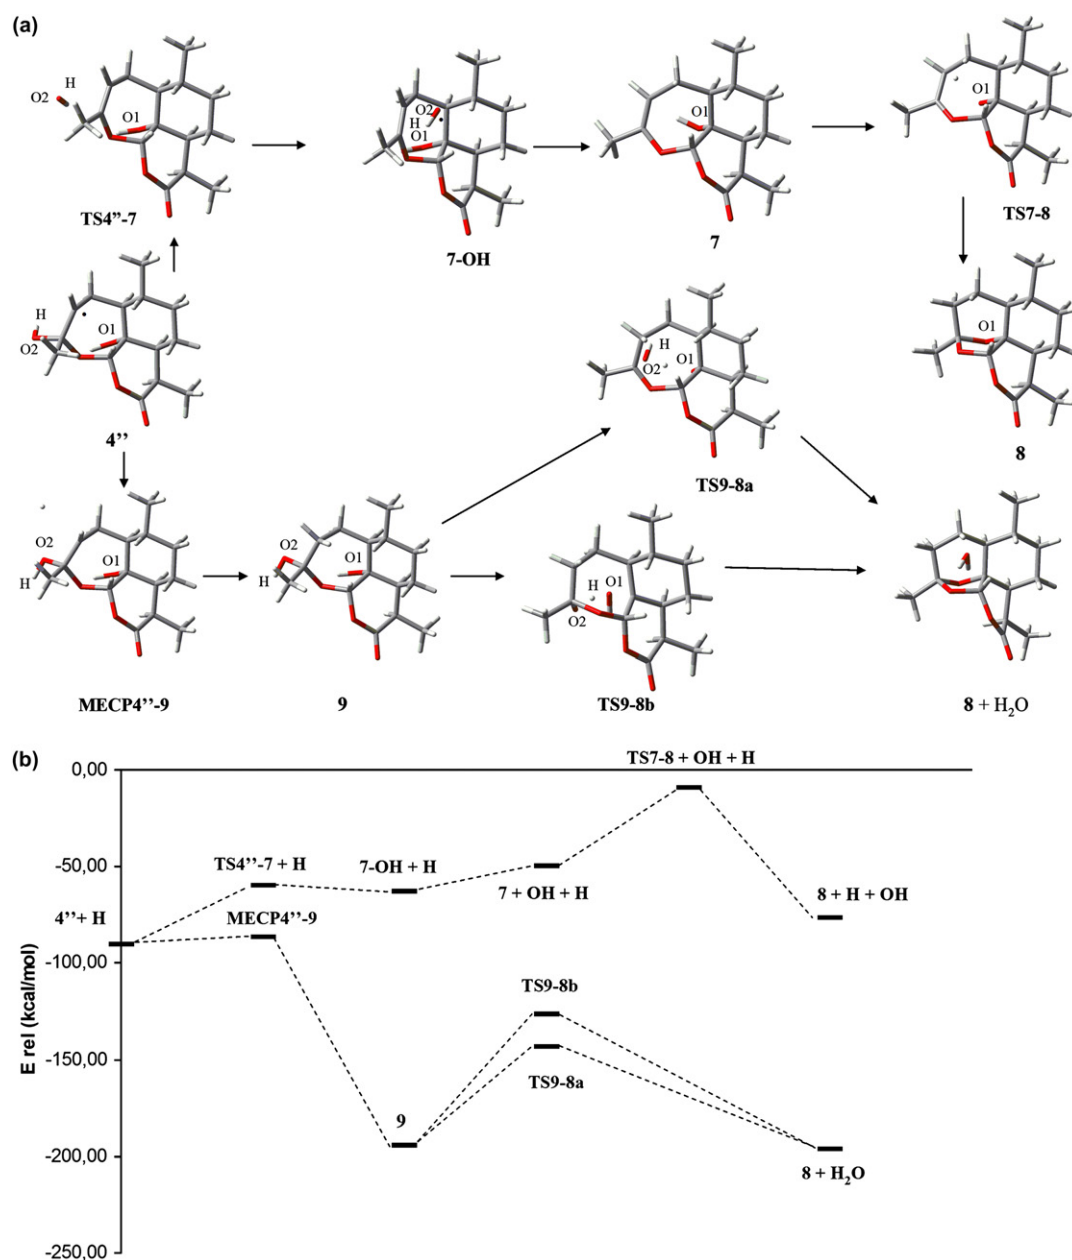 (a)
H
O2
O1
TS4”-7
O2
H
O1
7-OH
O1
7
O1
TS7-8
H
O2
O1
4’’
H
O2
O1
TS9-8a
O1
8
O2
H
O1
MECP4’’-9
O2
H
O1
9
H
O1
O2
TS9-8b
8 + H₂O
(b)
TS7-8 + OH + H
0,00
-50,00
-100,00
-150,00
-200,00
-250,00
E rel (kcal/mol)
4’’+ H
TS4’’-7 + H
7-OH + H
7 + OH + H
8 + H + OH
MECP4’’-9
TS9-8b
TS9-8a
9
8 + H₂O